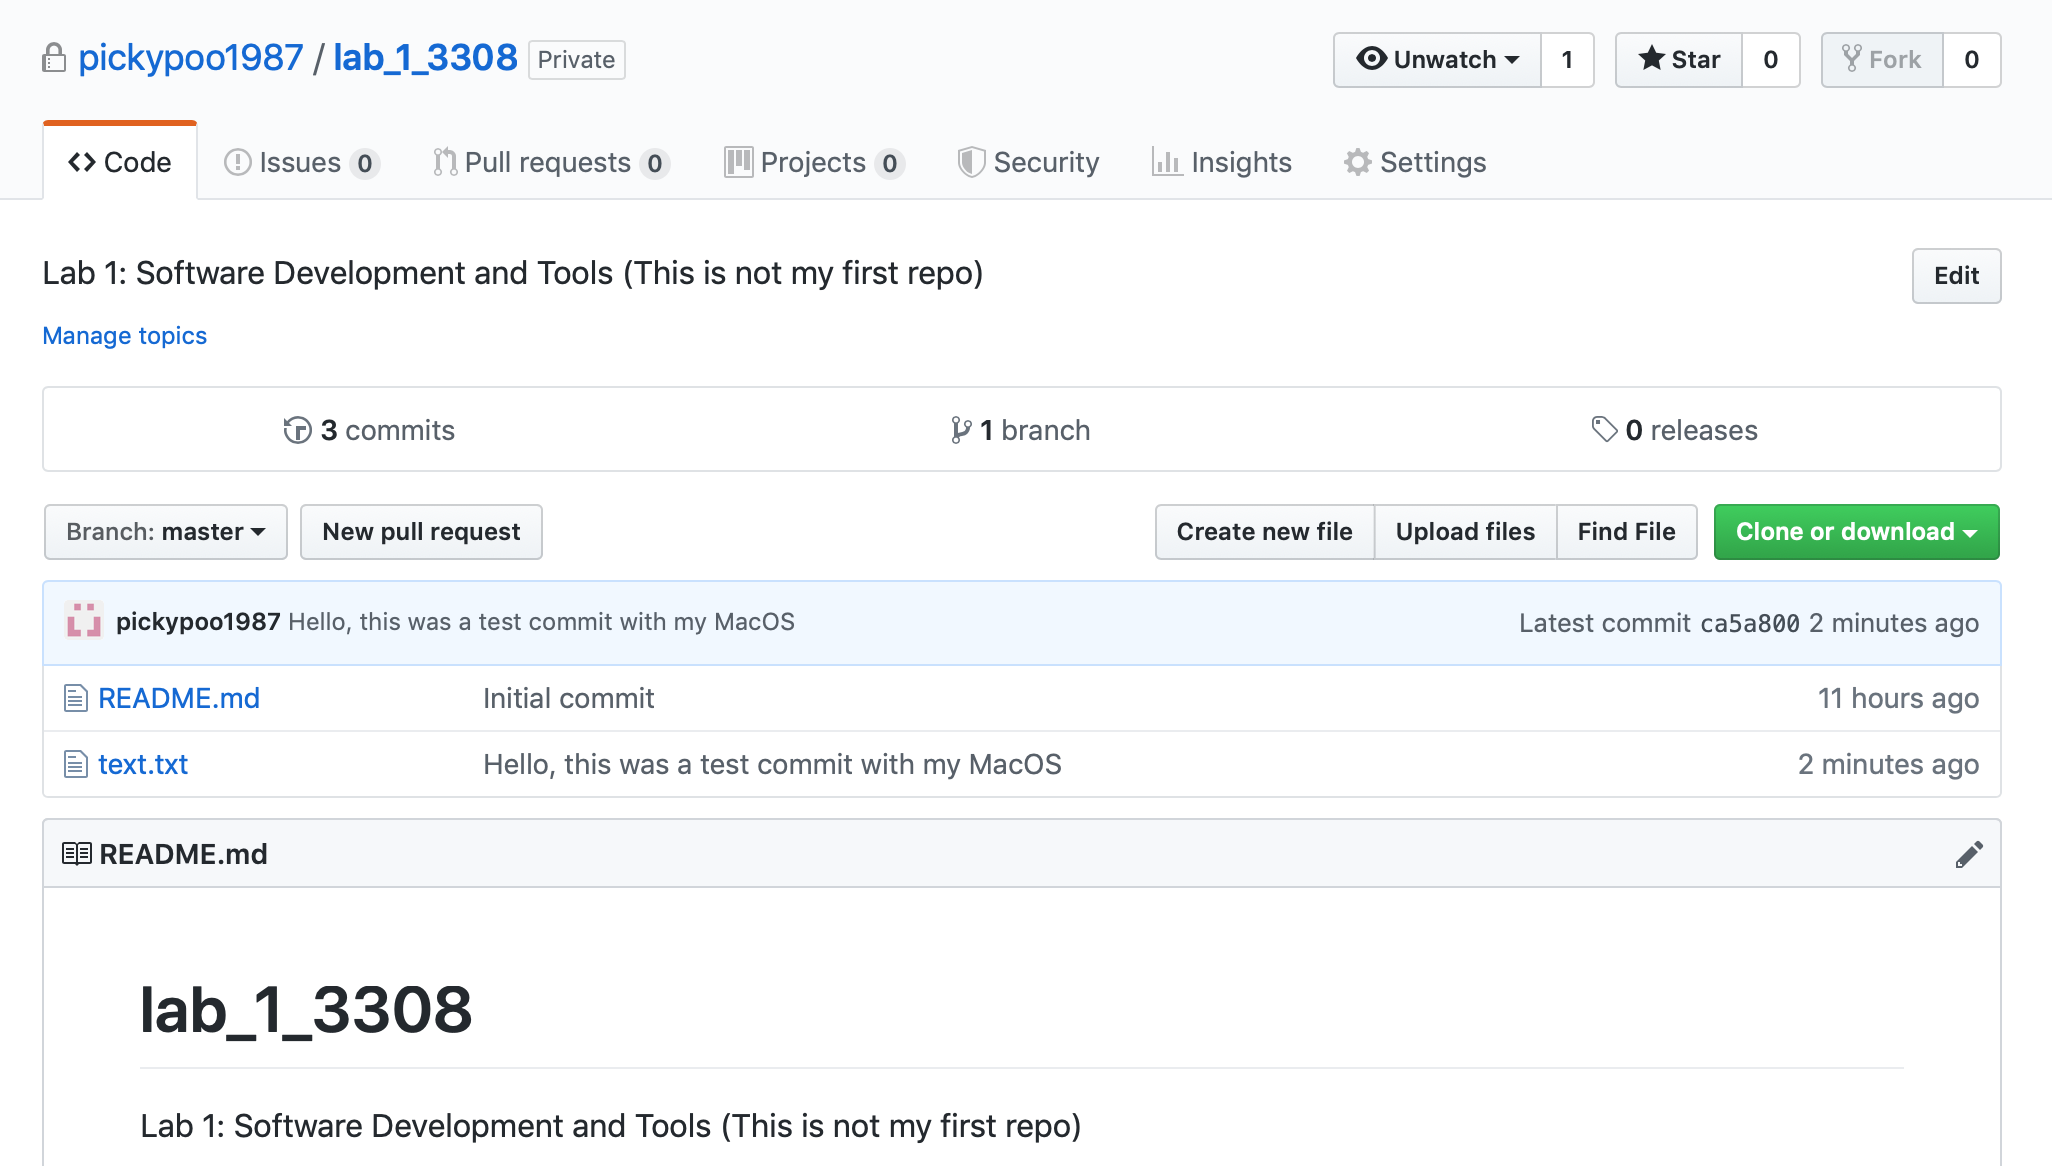 pickypoo1987 / lab_1_3308 Private Unwatch 1 Star 0 Fork 0
Code Issues 0 Pull requests 0 Projects 0 Security Insights Settings
Lab 1: Software Development and Tools (This is not my first repo) Edit
Manage topics
3 commits 1 branch 0 releases
Branch: master New pull request Create new file Upload files Find File Clone or download
pickypoo1987 Hello, this was a test commit with my MacOS Latest commit ca5a800 2 minutes ago
README.md Initial commit 11 hours ago
text.txt Hello, this was a test commit with my MacOS 2 minutes ago
README.md
lab_1_3308
Lab 1: Software Development and Tools (This is not my first repo)